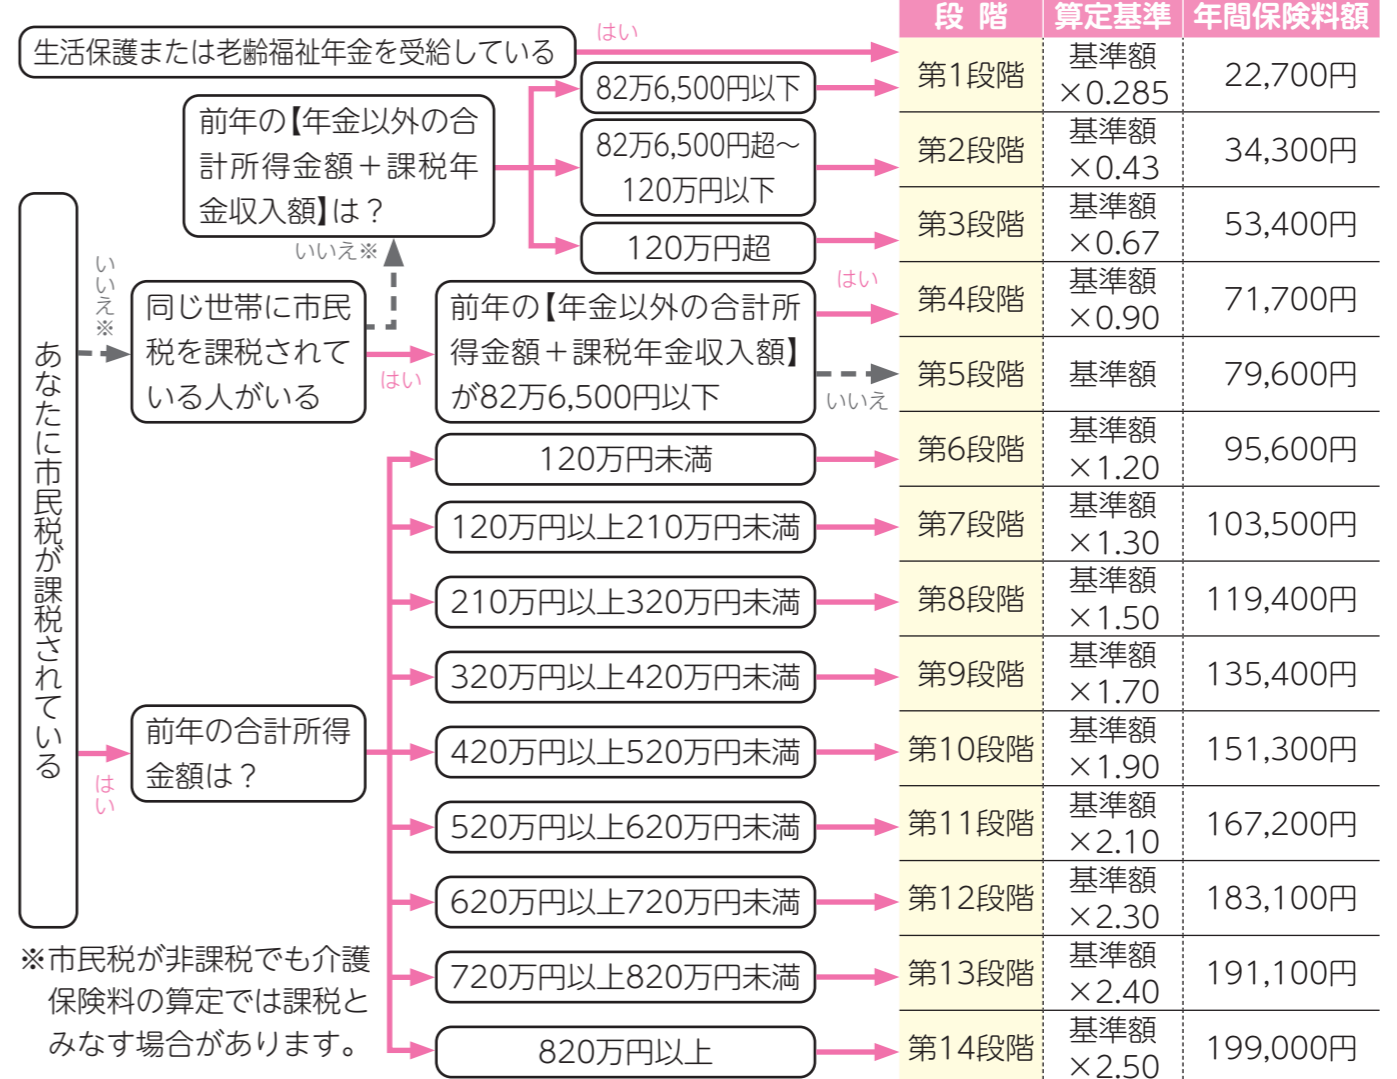 段 階 算定基準 年間保険料額
生活保護または老齢福祉年金を受給している
はい
第1段階 基準額 22,700円
×0.285
82万6,500円以下
前年の【年金以外の合
計所得金額＋課税年
金収入額】は？
82万6,500円超～
120万円以下
第2段階 基準額 34,300円
×0.43
120万円超
第3段階 基準額 53,400円
×0.67
いいえ※
いいえ※
あなたに市民税が課税されている
同じ世帯に市民
税を課税されて
いる人がいる
はい
前年の【年金以外の合計所
得金額＋課税年金収入額】
が82万6,500円以下
はい
第4段階 基準額 71,700円
×0.90
いいえ
第5段階 基準額 79,600円
はい
前年の合計所得
金額は？
120万円未満
第6段階 基準額 95,600円
×1.20
120万円以上210万円未満
第7段階 基準額 103,500円
×1.30
210万円以上320万円未満
第8段階 基準額 119,400円
×1.50
320万円以上420万円未満
第9段階 基準額 135,400円
×1.70
420万円以上520万円未満
第10段階 基準額 151,300円
×1.90
520万円以上620万円未満
第11段階 基準額 167,200円
×2.10
620万円以上720万円未満
第12段階 基準額 183,100円
×2.30
720万円以上820万円未満
第13段階 基準額 191,100円
×2.40
820万円以上
第14段階 基準額 199,000円
×2.50
※市民税が非課税でも介護
保険料の算定では課税と
みなす場合があります。